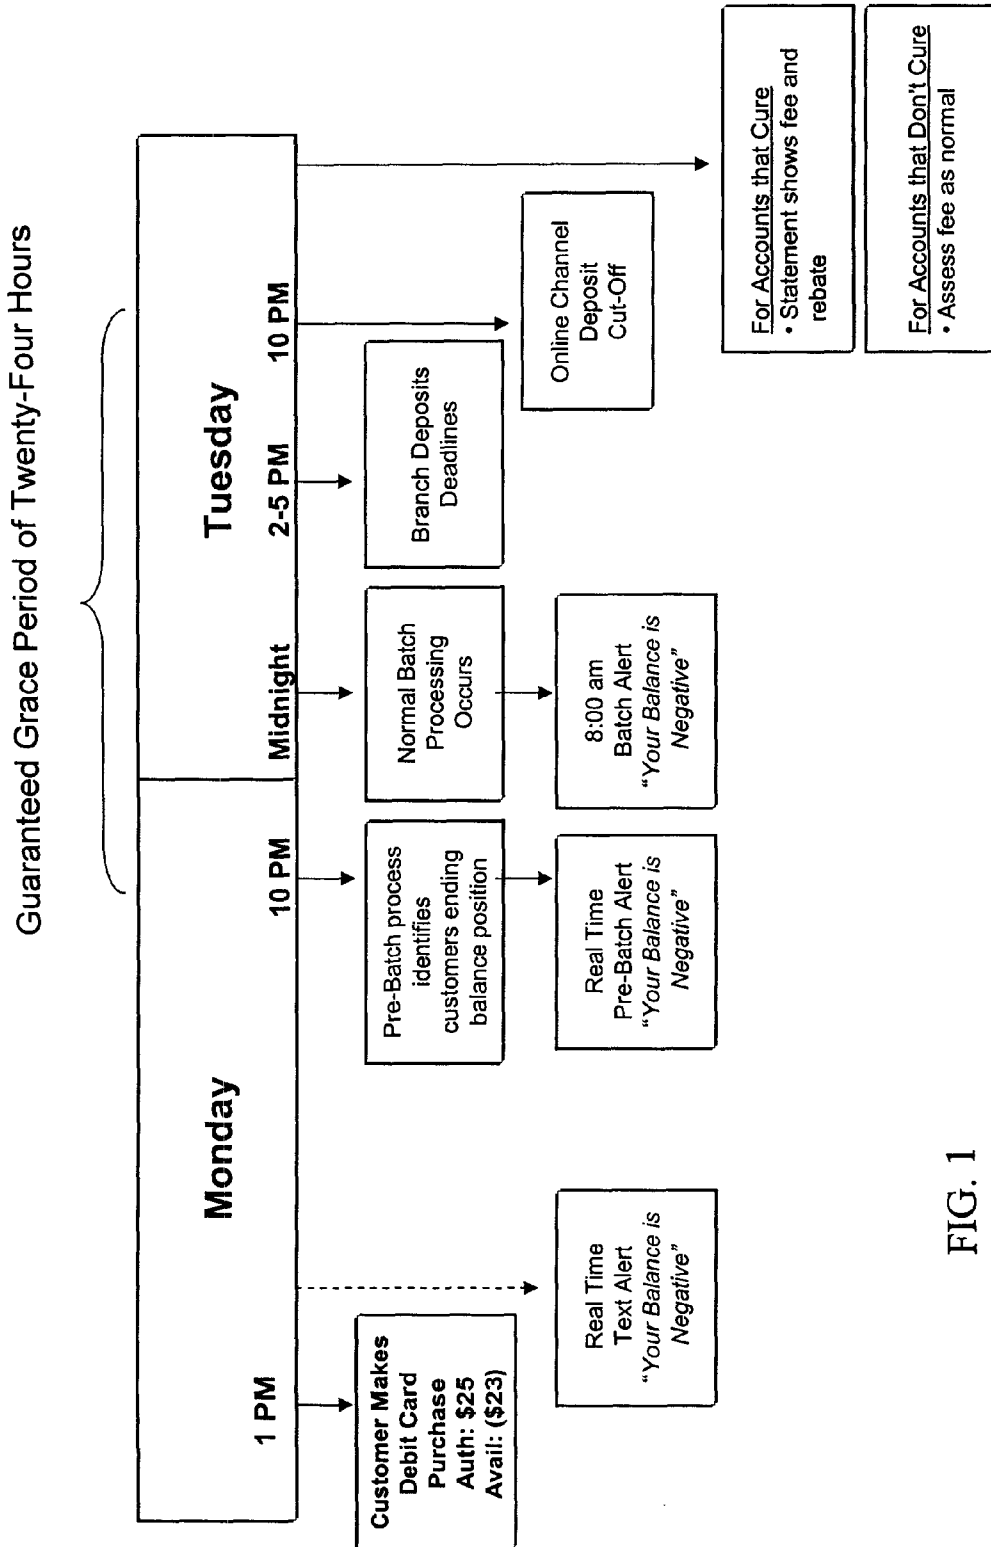 Guaranteed Grace Period of Twenty-Four Hours
Monday
Tuesday
1 PM
10 PM
Midnight
2-5 PM
10 PM
Customer Makes
Debit Card
Purchase
Auth: $25
Avail: ($23)
Real Time
Text Alert
“Your Balance is
Negative”
Pre-Batch process
identifies
customers ending
balance position
Real Time
Pre-Batch Alert
“Your Balance is
Negative”
Normal Batch
Processing
Occurs
8:00 am
Batch Alert
“Your Balance is
Negative”
Branch Deposits
Deadlines
Online Channel
Deposit
Cut-Off
For Accounts that Cure
• Statement shows fee and
rebate
For Accounts that Don't Cure
• Assess fee as normal
FIG. 1